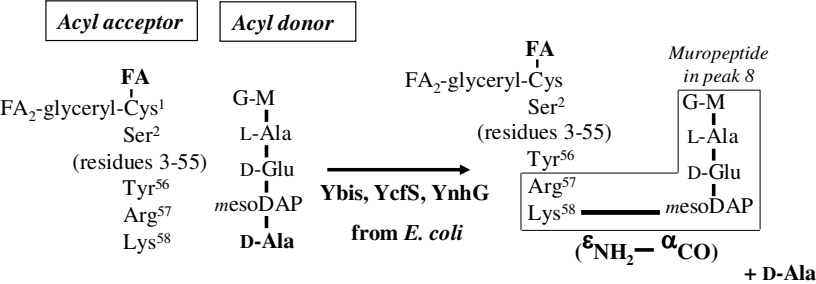 Acyl acceptor
Acyl donor
FA
FA2-glyceryl-Cys1
Ser2
(residues 3-55)
Tyr56
Arg57
Lys58
G-M
L-Ala
D-Glu
mesoDAP
D-Ala
Ybis, YcfS, YnhG
from E. coli
FA
FA2-glyceryl-Cys
Ser2
(residues 3-55)
Tyr56
Arg57
Lys58
Muropeptide
in peak 8
G-M
L-Ala
D-Glu
mesoDAP
(εNH2— αCO)
+ D-Ala